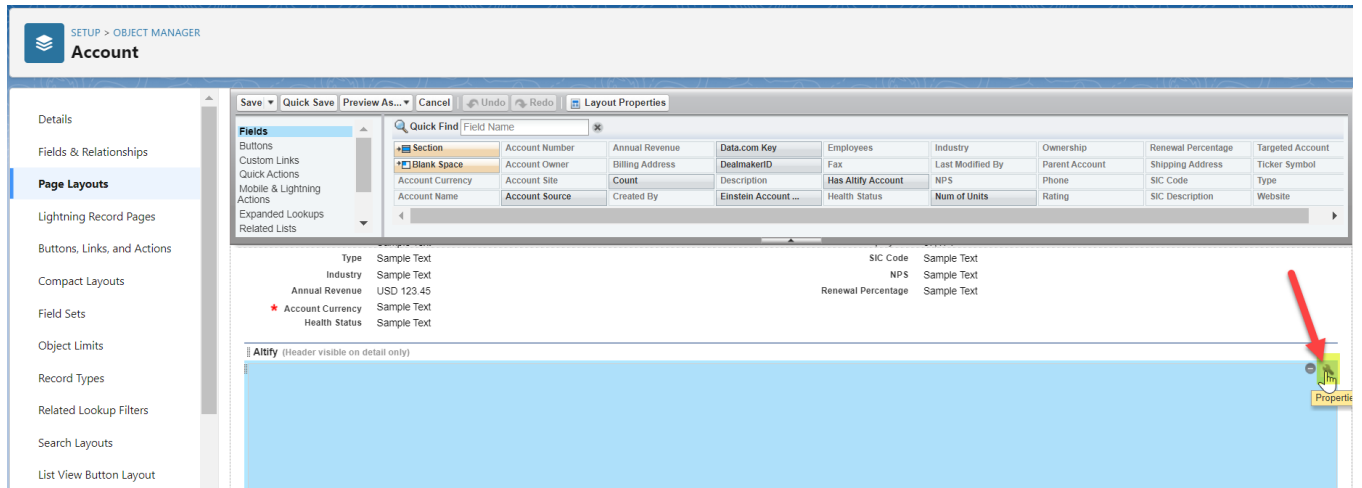 SETUP > OBJECT MANAGER
Account
Details
Fields & Relationships
Page Layouts
Lightning Record Pages
Buttons, Links, and Actions
Compact Layouts
Field Sets
Object Limits
Record Types
Related Lookup Filters
Search Layouts
List View Button Layout
Save Quick Save Preview As... Cancel Undo Redo Layout Properties
Fields
Buttons
Custom Links
Quick Actions
Mobile & Lightning
Actions
Expanded Lookups
Related Lists
Quick Find Field Name
Section Account Number Annual Revenue Data.com Key Employees Industry Ownership Renewal Percentage Targeted Account
Blank Space Account Owner Billing Address DealmakerID Fax Last Modified By Parent Account Shipping Address Ticker Symbol
Account Currency Account Site Count Description Has Altify Account NPS Phone SIC Code Type
Account Name Account Source Created By Einstein Account ... Health Status Num of Units Rating SIC Description Website
Type Sample Text SIC Code Sample Text
Industry Sample Text NPS Sample Text
Annual Revenue USD 123.45 Renewal Percentage Sample Text
* Account Currency Sample Text
Health Status Sample Text
Altify (Header visible on detail only)
Propertie